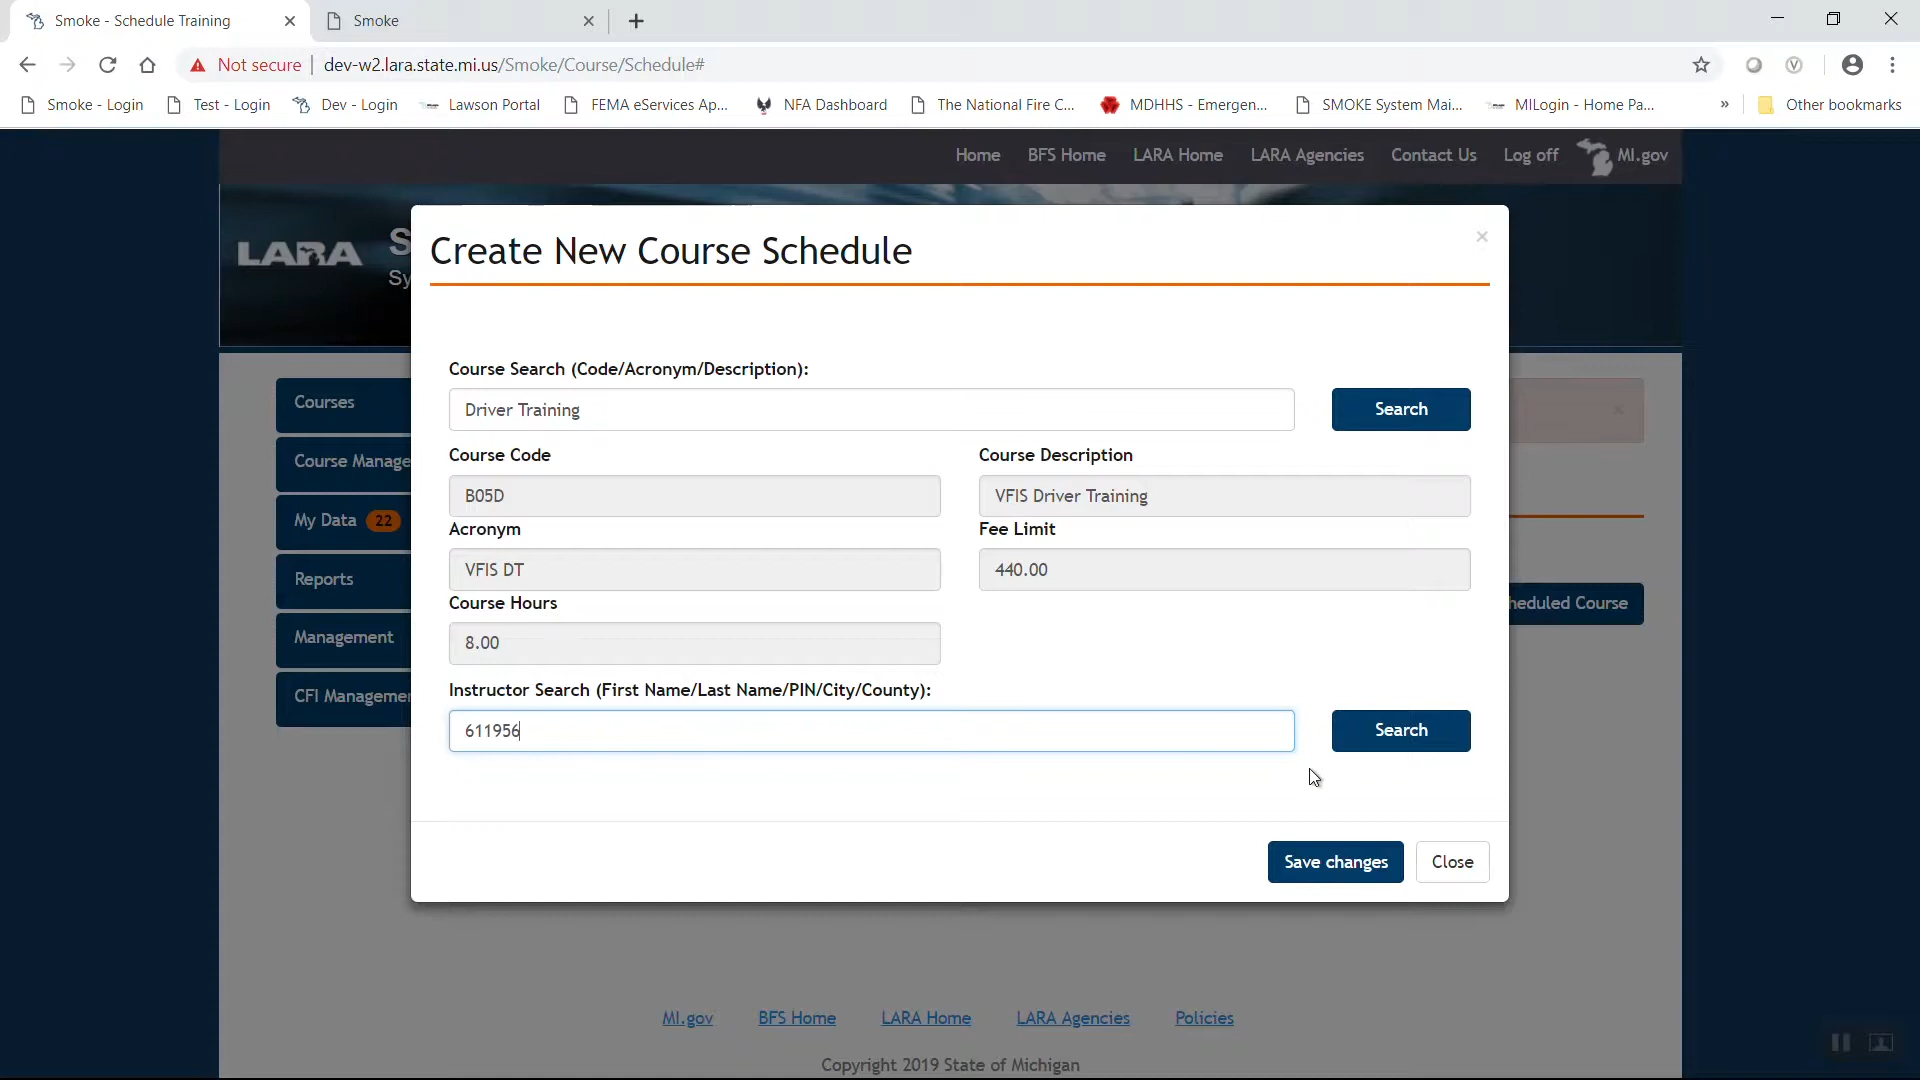 Smoke - Schedule Training
Smoke
Not secure
dev-w2.lara.state.mi.us/Smoke/Course/Schedule#
Smoke - Login
Test - Login
Dev - Login
Lawson Portal
FEMA eServices Ap...
NFA Dashboard
The National Fire C...
MDHHS - Emergen...
SMOKE System Mai...
MILogin - Home Pa...
»
Other bookmarks
Home
BFS Home
LARA Home
LARA Agencies
Contact Us
Log off
MI.gov
LARA
S
Sy
Create New Course Schedule
×
Course Search (Code/Acronym/Description):
Driver Training
Search
Course Code
Course Description
B05D
VFIS Driver Training
Acronym
Fee Limit
VFIS DT
440.00
Course Hours
8.00
Instructor Search (First Name/Last Name/PIN/City/County):
611956
Search
Save changes
Close
Courses
Course Manage
My Data 22
Reports
Management
CFI Managemen
×
heduled Course
MI.gov
BFS Home
LARA Home
LARA Agencies
Policies
Copyright 2019 State of Michigan